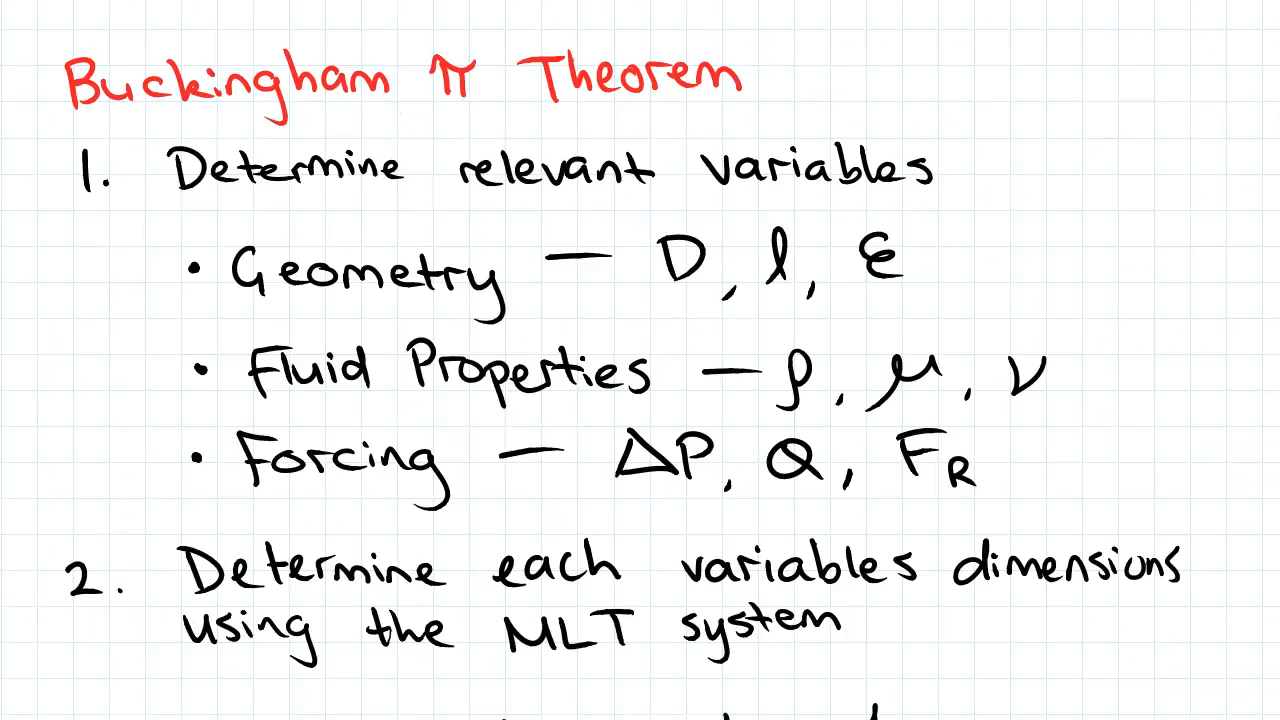 Buckingham π Theorem
1. Determine relevant variables
• Geometry — D, l, ε
• Fluid Properties — ρ, μ, ν
• Forcing — ΔP, Q, F_R
2. Determine each variables dimensions
using the MLT system